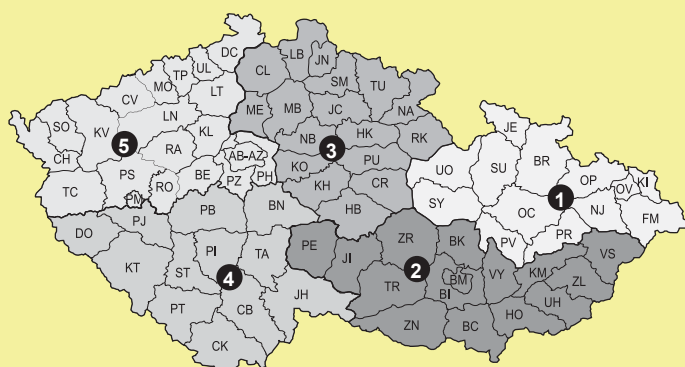 DC
LB
JN
UL
TP
CL
SM
TU
MO
LT
CV
ME
MB
JC
NA
LN
SO
KV
KL
NB
HK
RK
JE
5
RA
3
CH
AB-AZ
KO
PU
UO
SU
BR
OP
KI
OV
TC
PS
RO
BE
PZ
PH
KH
CR
SY
OC
1
NJ
FM
PM
PB
BN
HB
PJ
DO
PR
PV
ZR
BK
PE
JI
VS
PI
TA
KT
ST
4
2
VY
KM
BM
ZL
TR
BI
JH
UH
PT
CB
HO
ZN
BC
CK